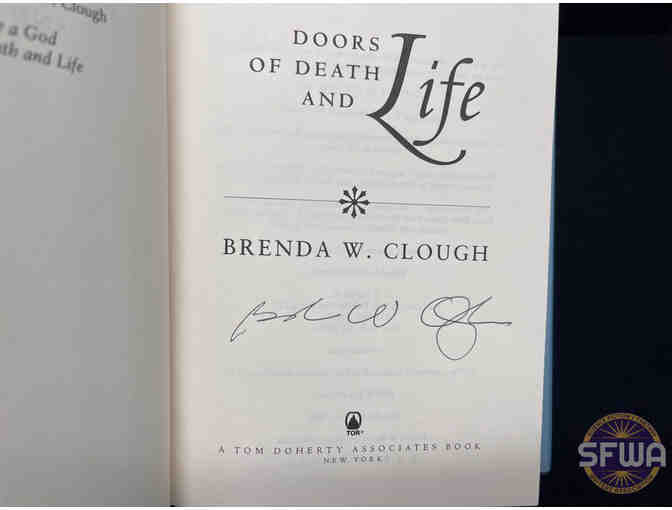 Clough
a God
and Life
DOORS
OF DEATH
AND Life
BRENDA W. CLOUGH
TOR®
A TOM DOHERTY ASSOCIATES BOOK
NEW YORK
SFWA